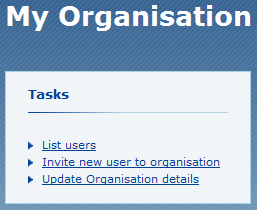 My Organisation
Tasks
List users
Invite new user to organisation
Update Organisation details